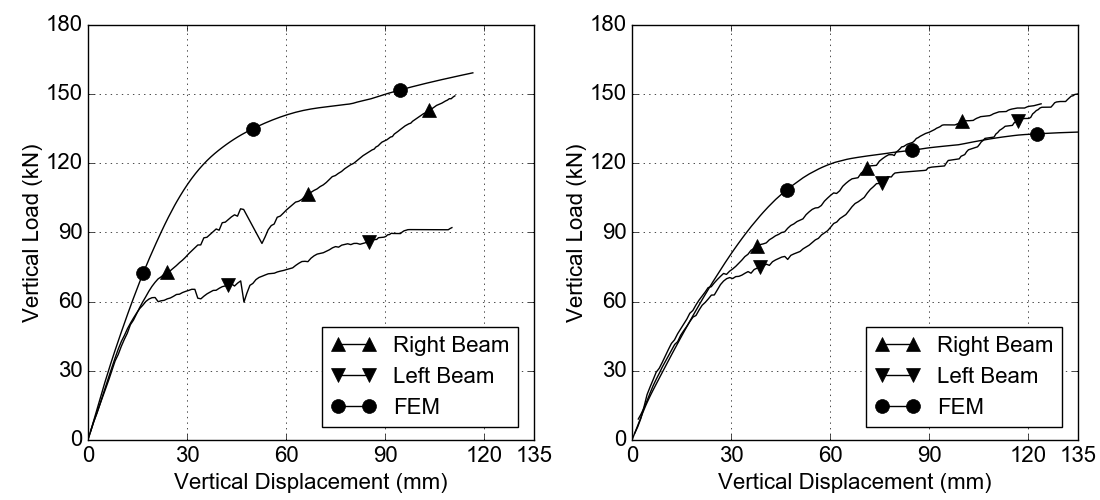 180
150
120
90
60
30
0
Vertical Load (kN)
0 30 60 90 120 135
Vertical Displacement (mm)
Right Beam
Left Beam
FEM
180
150
120
90
60
30
0
Vertical Load (kN)
0 30 60 90 120 135
Vertical Displacement (mm)
Right Beam
Left Beam
FEM